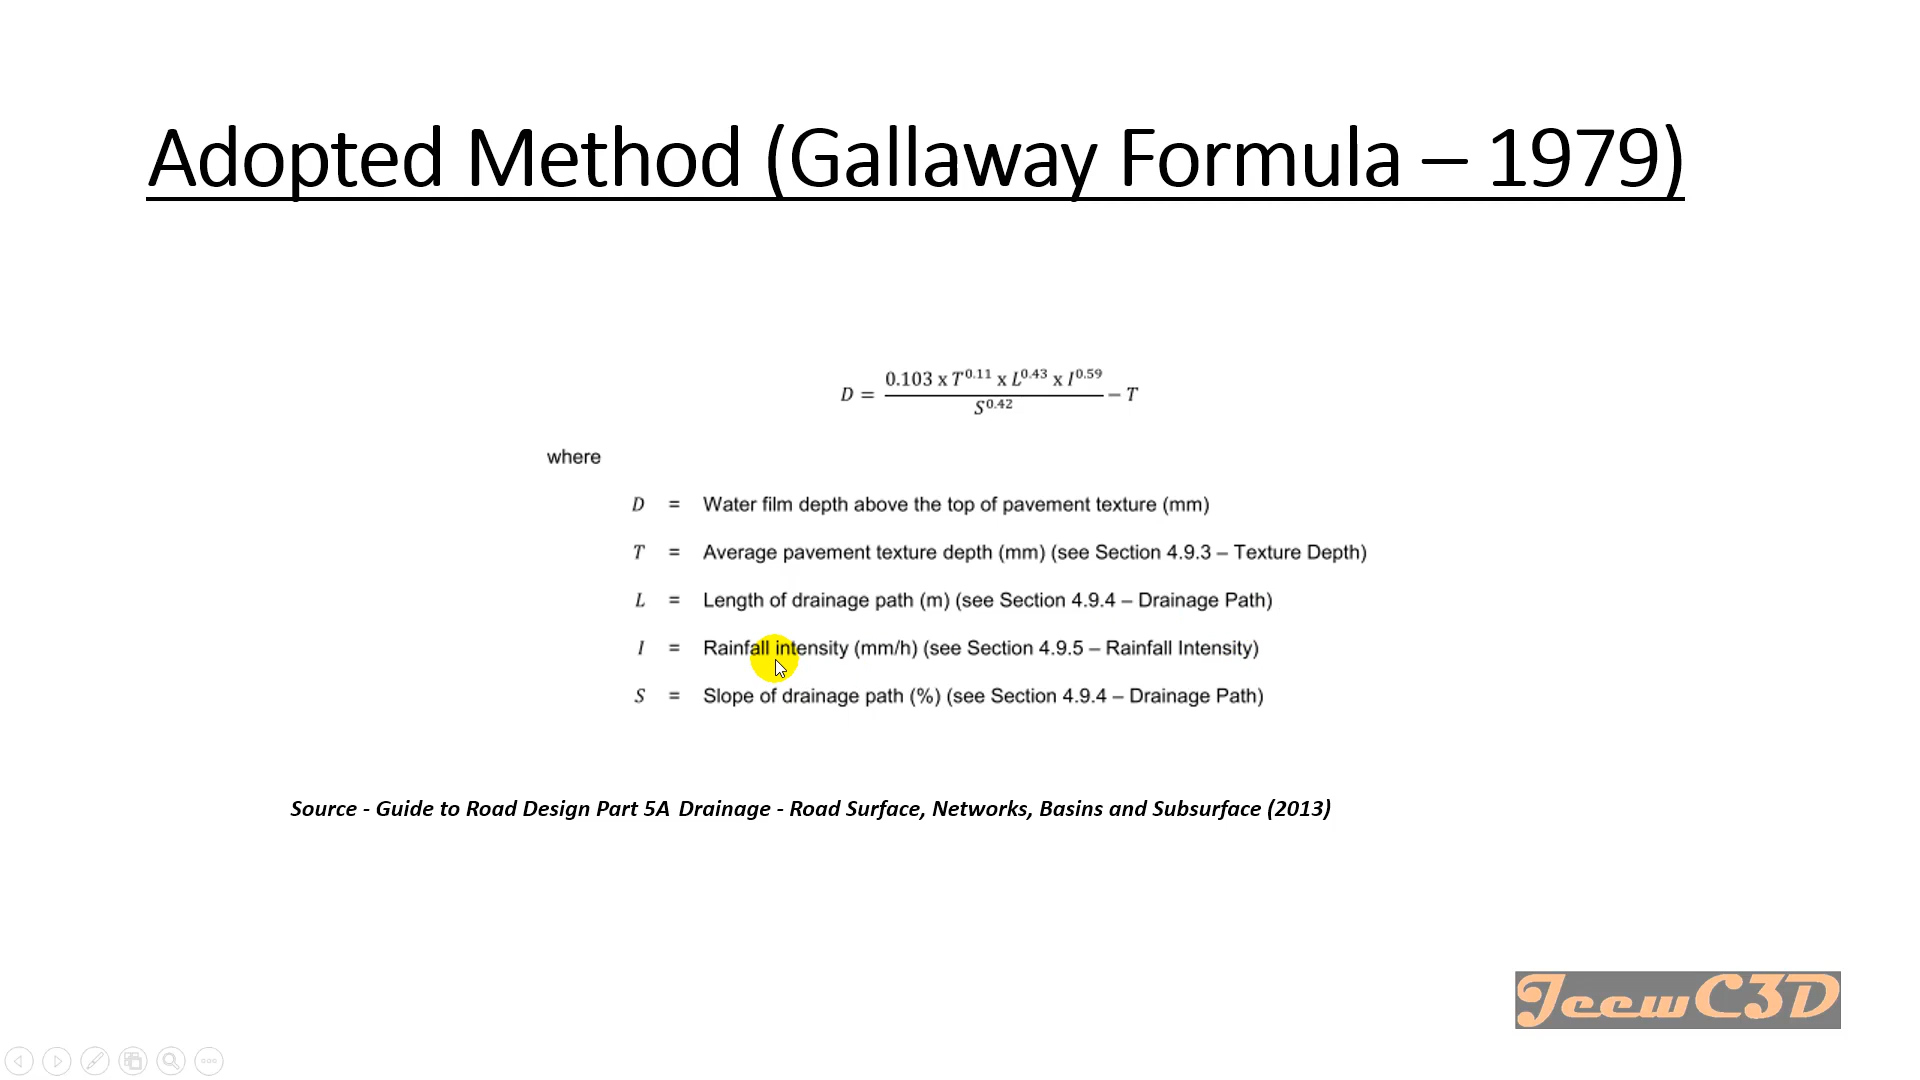 Adopted Method (Gallaway Formula – 1979)
D = 0.103 x T^0.11 x L^0.43 x I^0.59 / S^0.42 – T
where
D = Water film depth above the top of pavement texture (mm)
T = Average pavement texture depth (mm) (see Section 4.9.3 – Texture Depth)
L = Length of drainage path (m) (see Section 4.9.4 – Drainage Path)
I = Rainfall intensity (mm/h) (see Section 4.9.5 – Rainfall Intensity)
S = Slope of drainage path (%) (see Section 4.9.4 – Drainage Path)
Source - Guide to Road Design Part 5A Drainage - Road Surface, Networks, Basins and Subsurface (2013)
JeewC3D